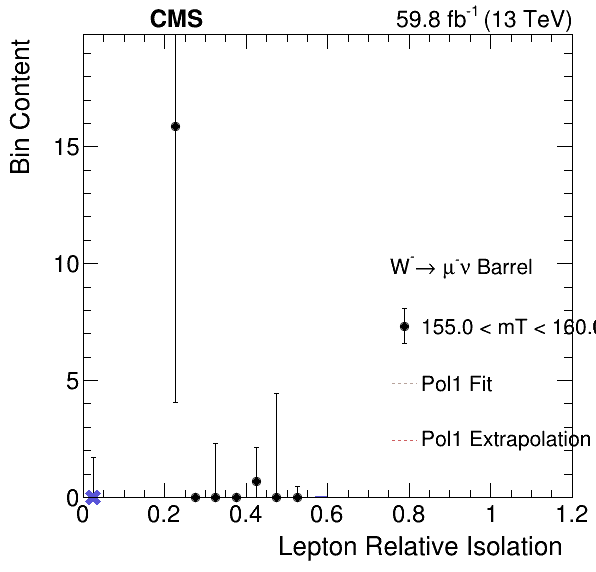 CMS
59.8 fb⁻¹ (13 TeV)
Bin Content
15
10
5
0
W⁻→ μ⁻ν Barrel
155.0 < mT < 160.0
Pol1 Fit
Pol1 Extrapolation
0 0.2 0.4 0.6 0.8 1 1.2
Lepton Relative Isolation